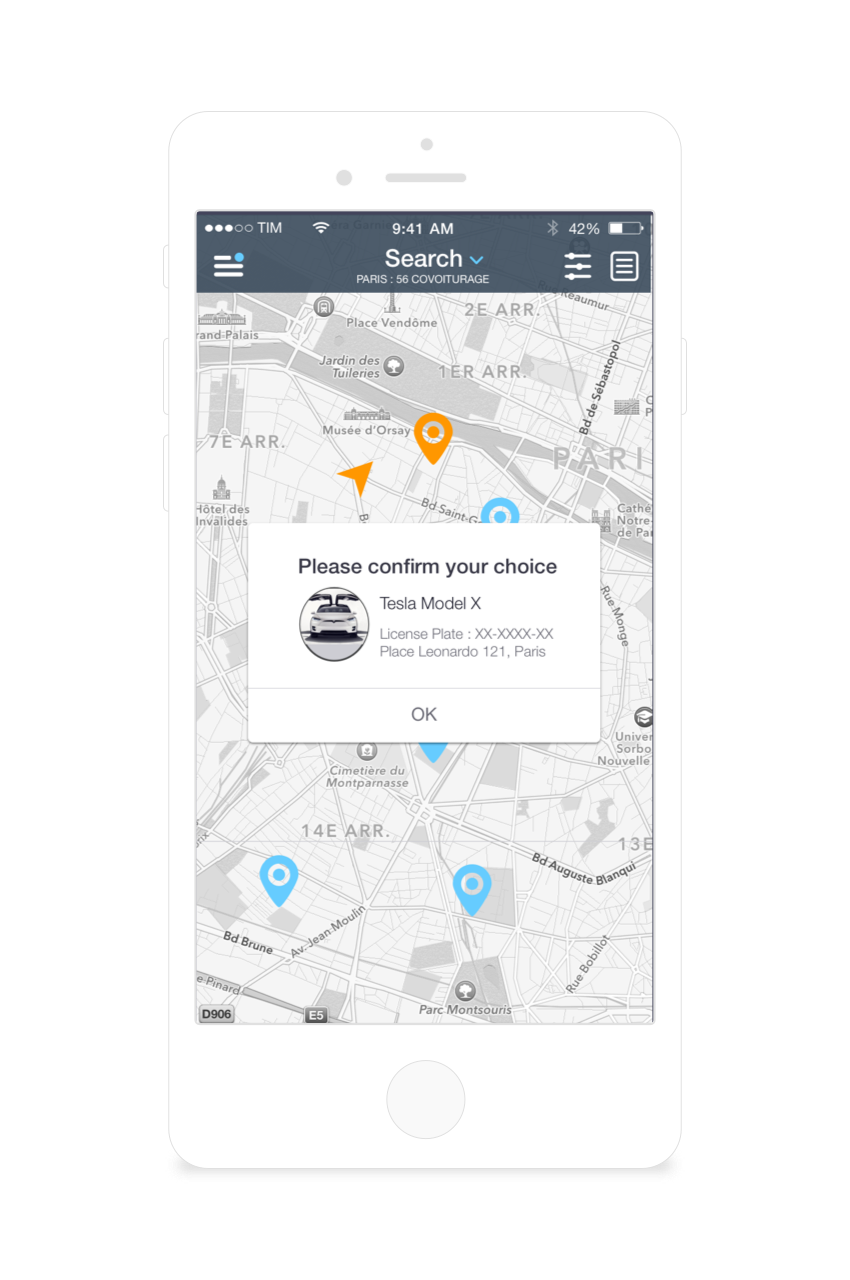 TIM
9:41 AM
42%
Search
PARIS : 56 COVOITURAGE
Rue Réaumur
2E ARR.
Place Vendôme
rand Palais
Jardin des
Tuileries
1ER ARR.
Bd de Sébastopol
Musée d'Orsay
7E ARR.
PARI
Hôtel des
Invalides
Bd Saint-G
Cathé
Notre-
de Par
Please confirm your choice
Tesla Model X
License Plate : XX-XXXX-XX
Place Leonardo 121, Paris
OK
Rue Monge
Univer
Sorbo
Nouvelle
Cimetière du
Montparnasse
14E ARR.
13E
Bd Auguste Blanqui
Av. Jean Moulin
Bd Brune
Rue Bobillot
e Pinard
Parc Montsouris
D906
E5